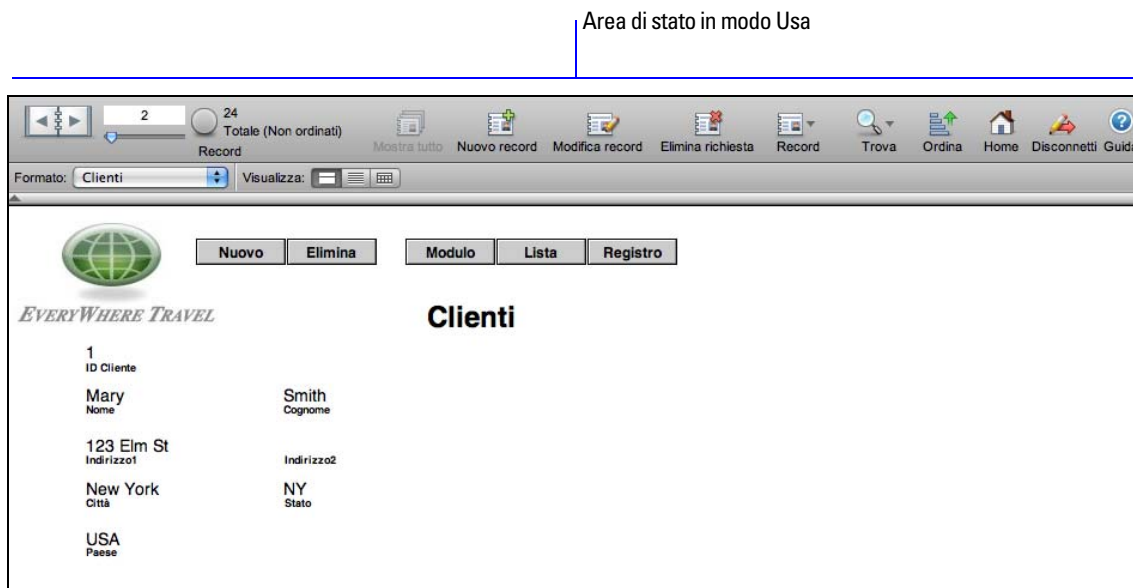 Area di stato in modo Usa
2
24
Totale (Non ordinati)
Record
Mostra tutto Nuovo record Modifica record Elimina richiesta Record Trova Ordina Home Disconnetti Guida
Formato: Clienti Visualizza:
Nuovo Elimina Modulo Lista Registro
EVERYWHERE TRAVEL
Clienti
1
ID Cliente
Mary Smith
Nome Cognome
123 Elm St
Indirizzo1 Indirizzo2
New York NY
Città Stato
USA
Paese